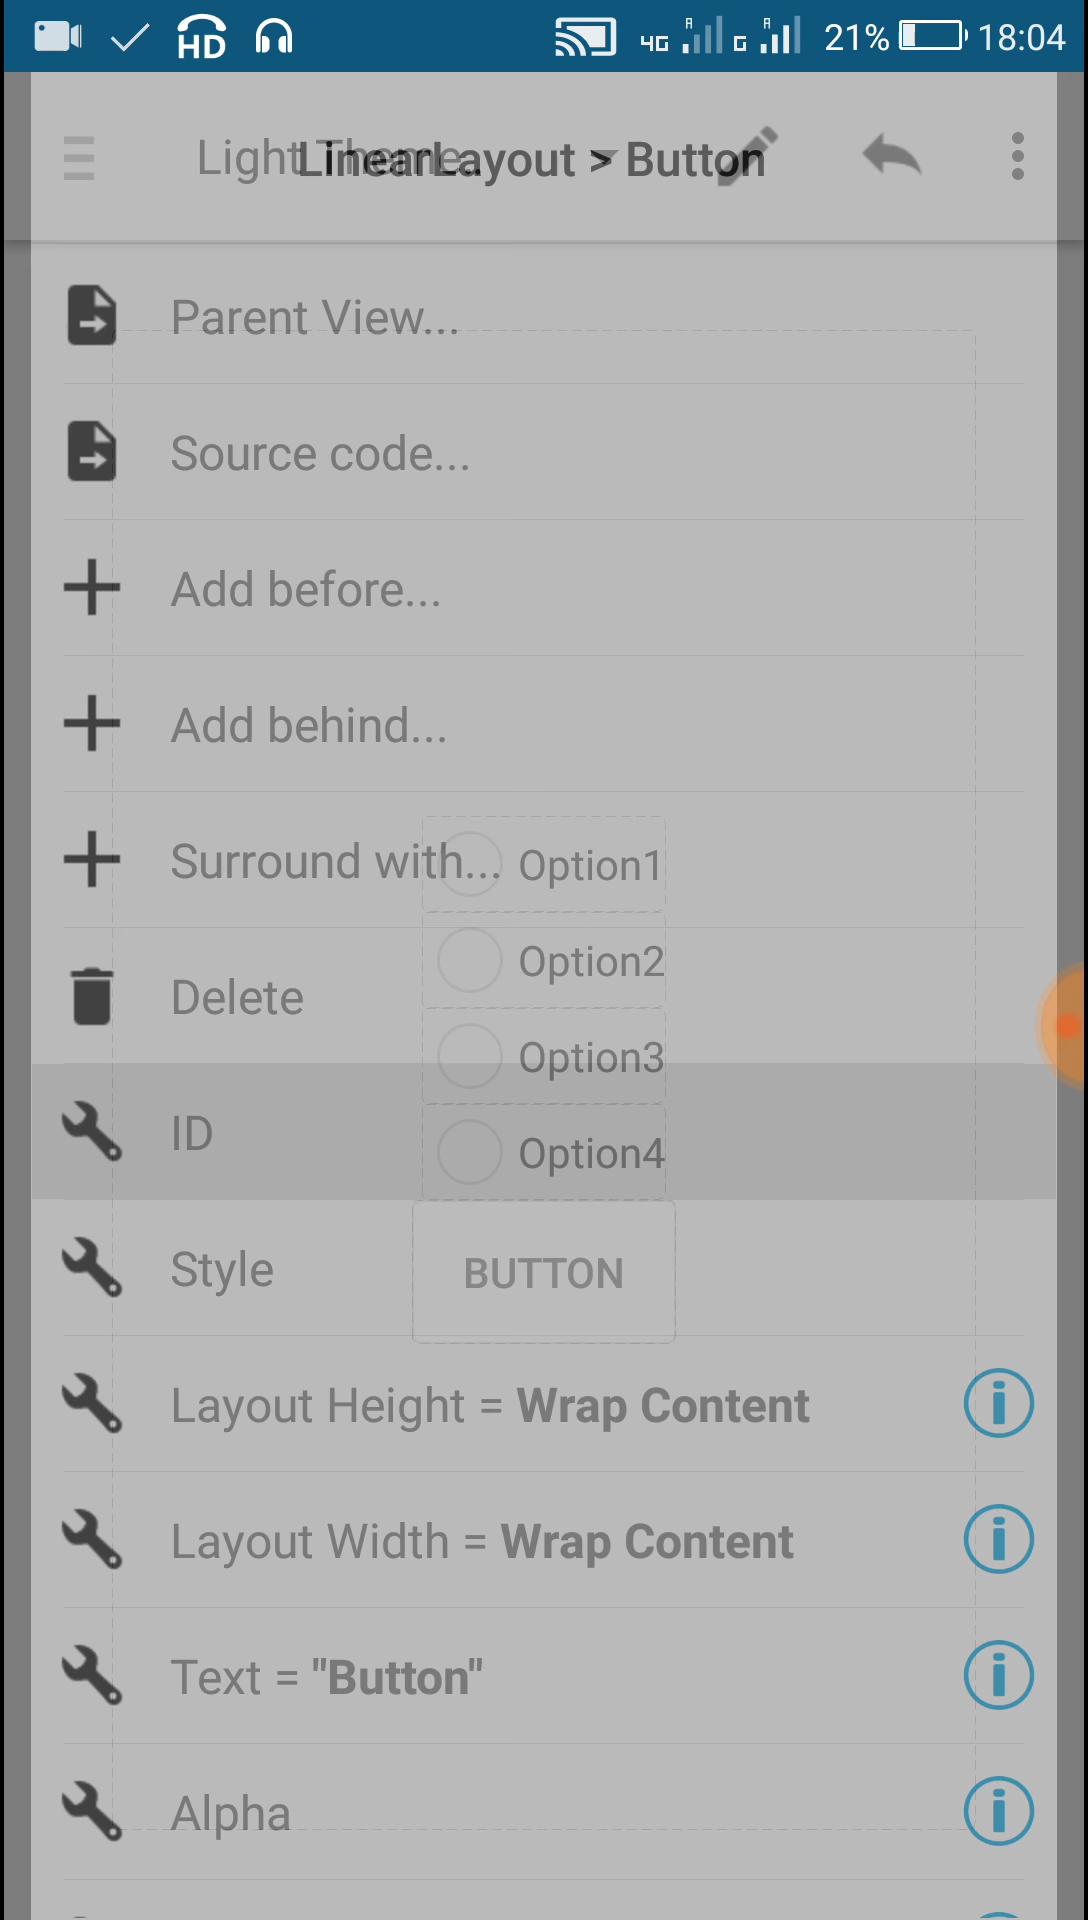 HD 4G R G R 21% 18:04
Light Theme...
LinearLayout > Button
Parent View...
Source code...
Add before...
Add behind...
Surround with...
Option1
Option2
Delete
Option3
ID
Option4
Style
BUTTON
Layout Height = Wrap Content
Layout Width = Wrap Content
Text = "Button"
Alpha